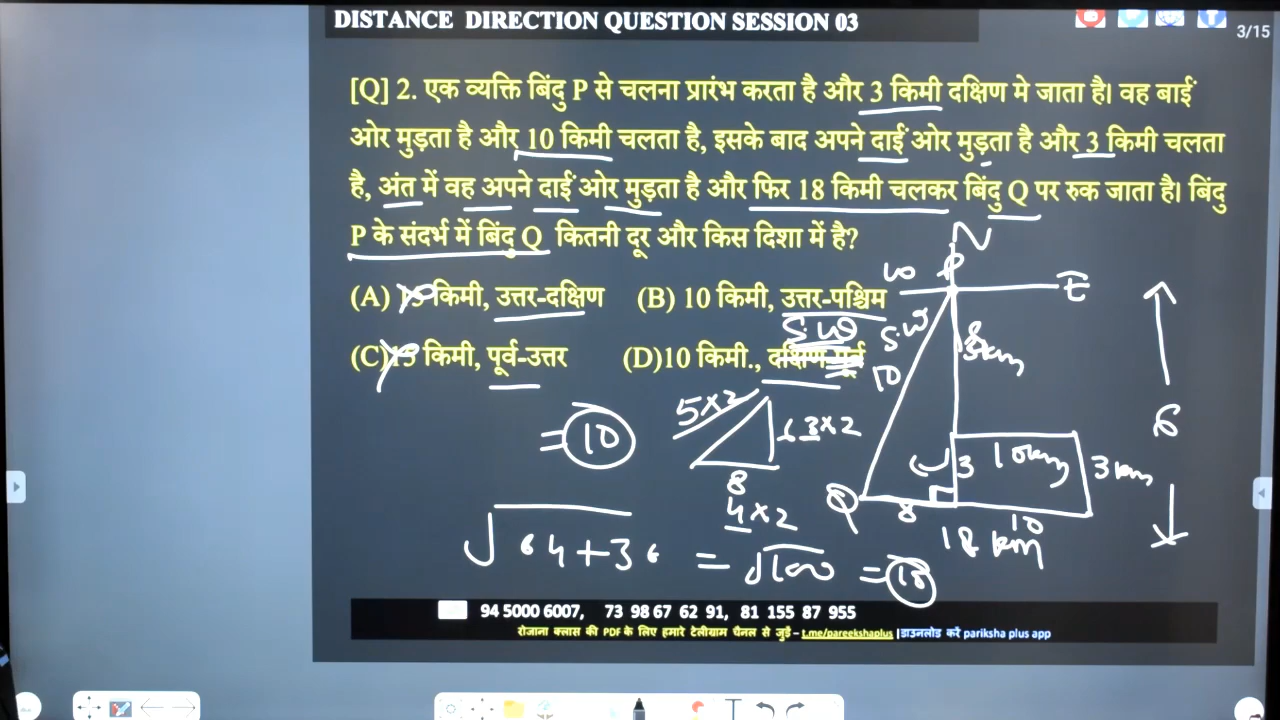 DISTANCE DIRECTION QUESTION SESSION 03
3/15
[Q] 2. एक व्यक्ति बिंदु P से चलना प्रारंभ करता है और 3 किमी दक्षिण मे जाता है। वह बाईं
ओर मुड़ता है और 10 किमी चलता है, इसके बाद अपने दाईं ओर मुड़ता है और 3 किमी चलता
है, अंत में वह अपने दाईं ओर मुड़ता है और फिर 18 किमी चलकर बिंदु Q पर रुक जाता है। बिंदु
P के संदर्भ में बिंदु Q कितनी दूर और किस दिशा में है?
N
P
E
(A) 15 किमी, उत्तर-दक्षिण (B) 10 किमी, उत्तर-पश्चिम
S.W
S.W
(C)15 किमी, पूर्व-उत्तर (D)10 किमी., दक्षिण-पूर्व
10
km
5×2
6 3×2
= 10
6
3 10km 3 km
8
4×2
Q 8 10
18 km
√64+36 = √100 = 10
94 5000 6007, 73 98 67 62 91, 81 155 87 955
रोजाना क्लास की PDF के लिए हमारे टेलीग्राम चैनल से जुड़ें – t.me/pareekshaplus |डाउनलोड करें pariksha plus app